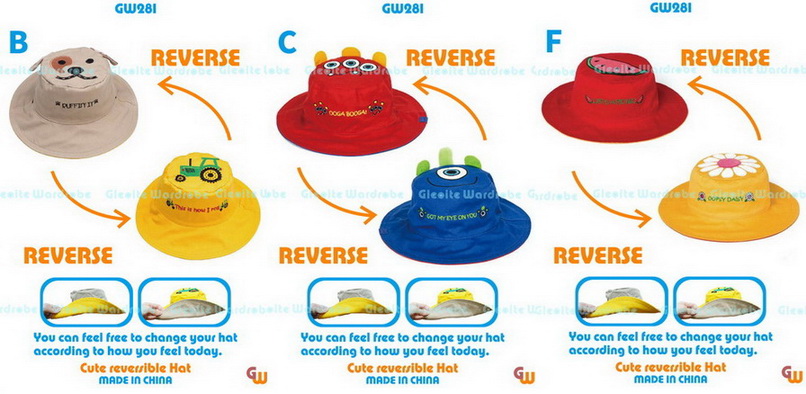 GW281
B
REVERSE
RUFFIN' IT
This is how I roll
REVERSE
You can feel free to change your hat
according to how you feel today.
Cute reversible Hat
MADE IN CHINA
GW
GW281
C
REVERSE
OOGA BOOGA!
GOT MY EYE ON YOU
REVERSE
You can feel free to change your hat
according to how you feel today.
Cute reversible Hat
MADE IN CHINA
GW
GW281
F
REVERSE
OOPSY DAISY
REVERSE
You can feel free to change your hat
according to how you feel today.
Cute reversible Hat
MADE IN CHINA
GW
Gleoite Wardrobe